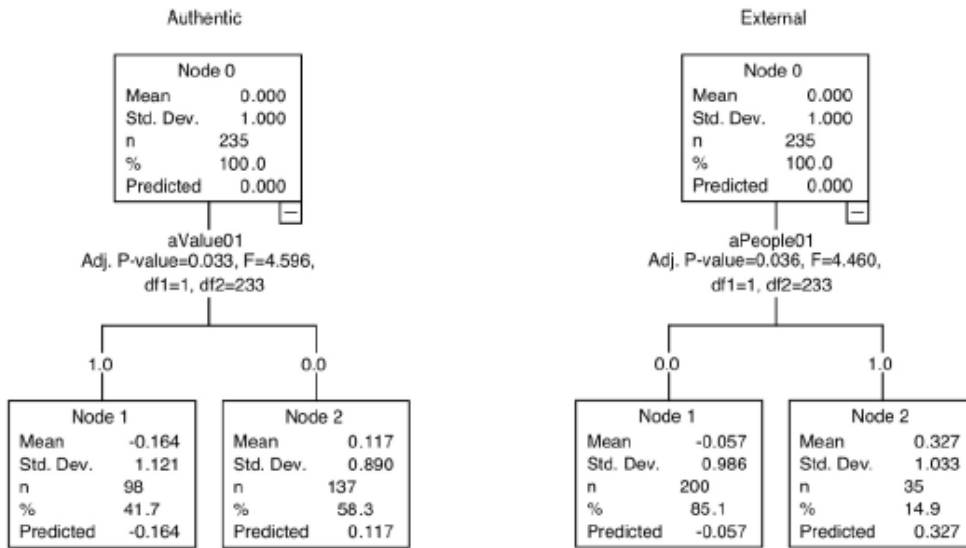 Authentic
Node 0
Mean 0.000
Std. Dev. 1.000
n 235
% 100.0
Predicted 0.000
aValue01
Adj. P-value=0.033, F=4.596,
df1=1, df2=233
1.0
0.0
Node 1
Mean -0.164
Std. Dev. 1.121
n 98
% 41.7
Predicted -0.164
Node 2
Mean 0.117
Std. Dev. 0.890
n 137
% 58.3
Predicted 0.117
External
Node 0
Mean 0.000
Std. Dev. 1.000
n 235
% 100.0
Predicted 0.000
aPeople01
Adj. P-value=0.036, F=4.460,
df1=1, df2=233
0.0
1.0
Node 1
Mean -0.057
Std. Dev. 0.986
n 200
% 85.1
Predicted -0.057
Node 2
Mean 0.327
Std. Dev. 1.033
n 35
% 14.9
Predicted 0.327